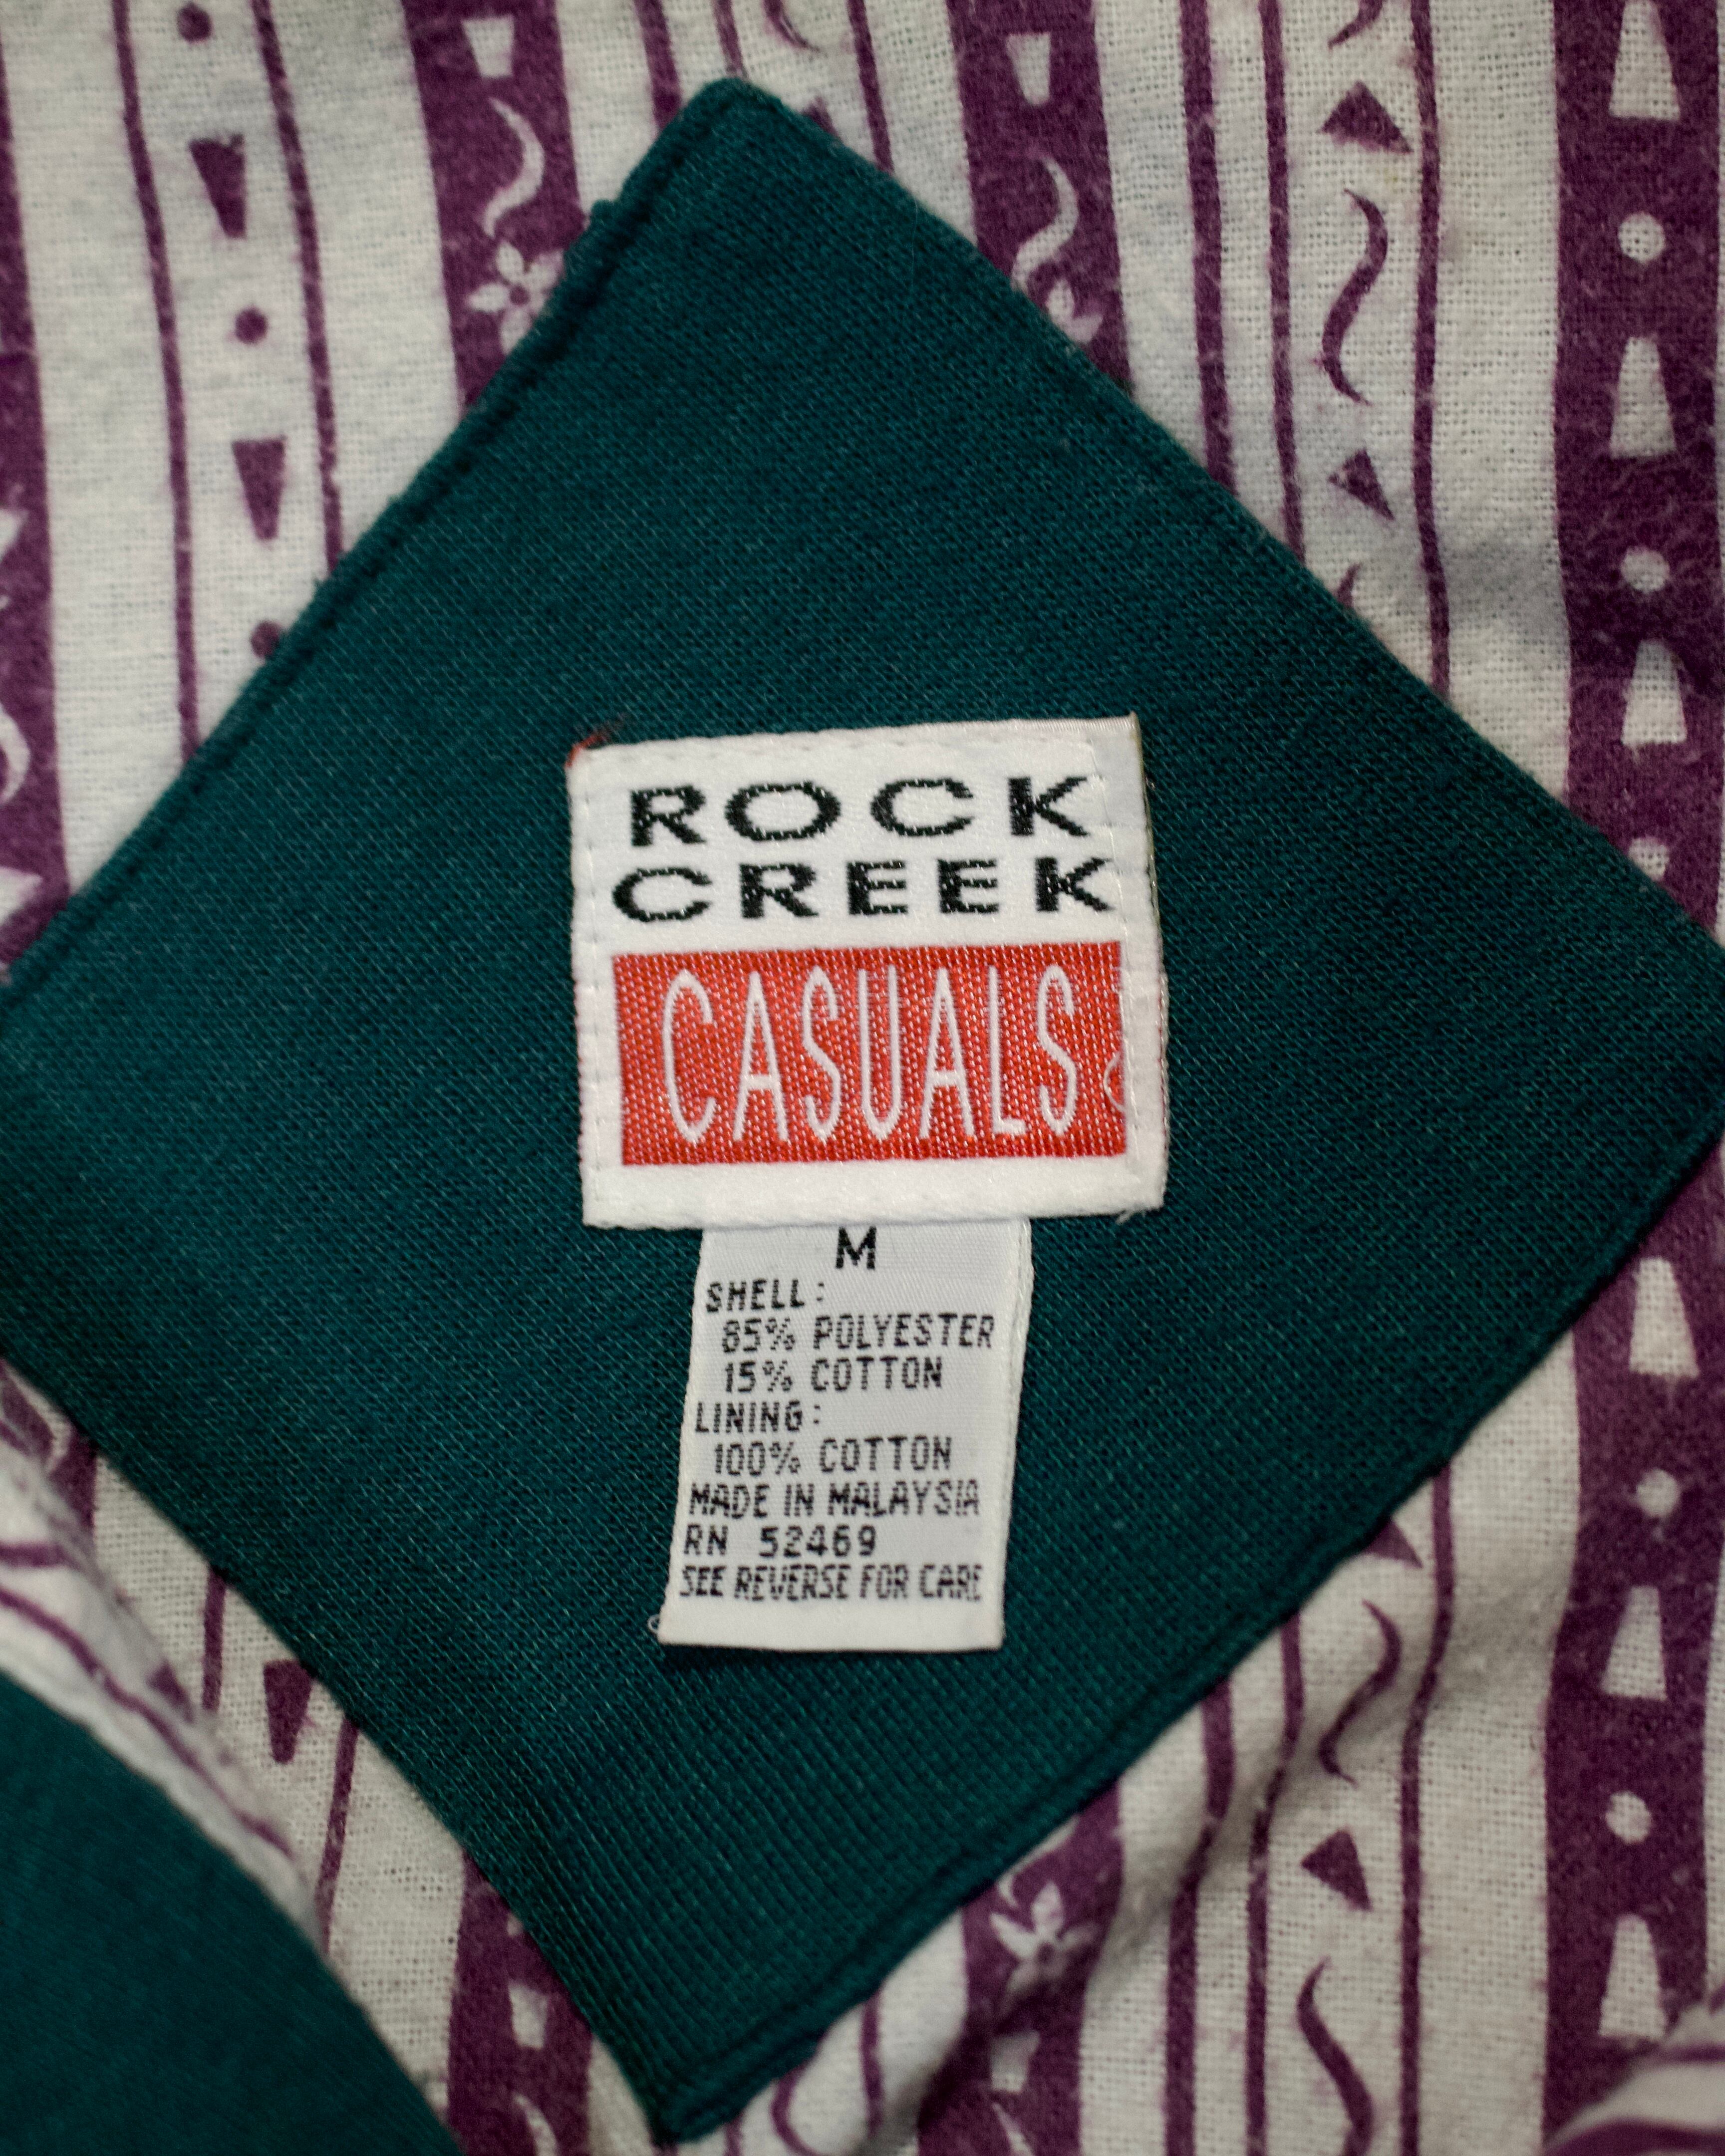 ROCK
CREEK
CASUALS
M
SHELL:
85% POLYESTER
15% COTTON
LINING:
100% COTTON
MADE IN MALAYSIA
RN 52469
SEE REVERSE FOR CARE